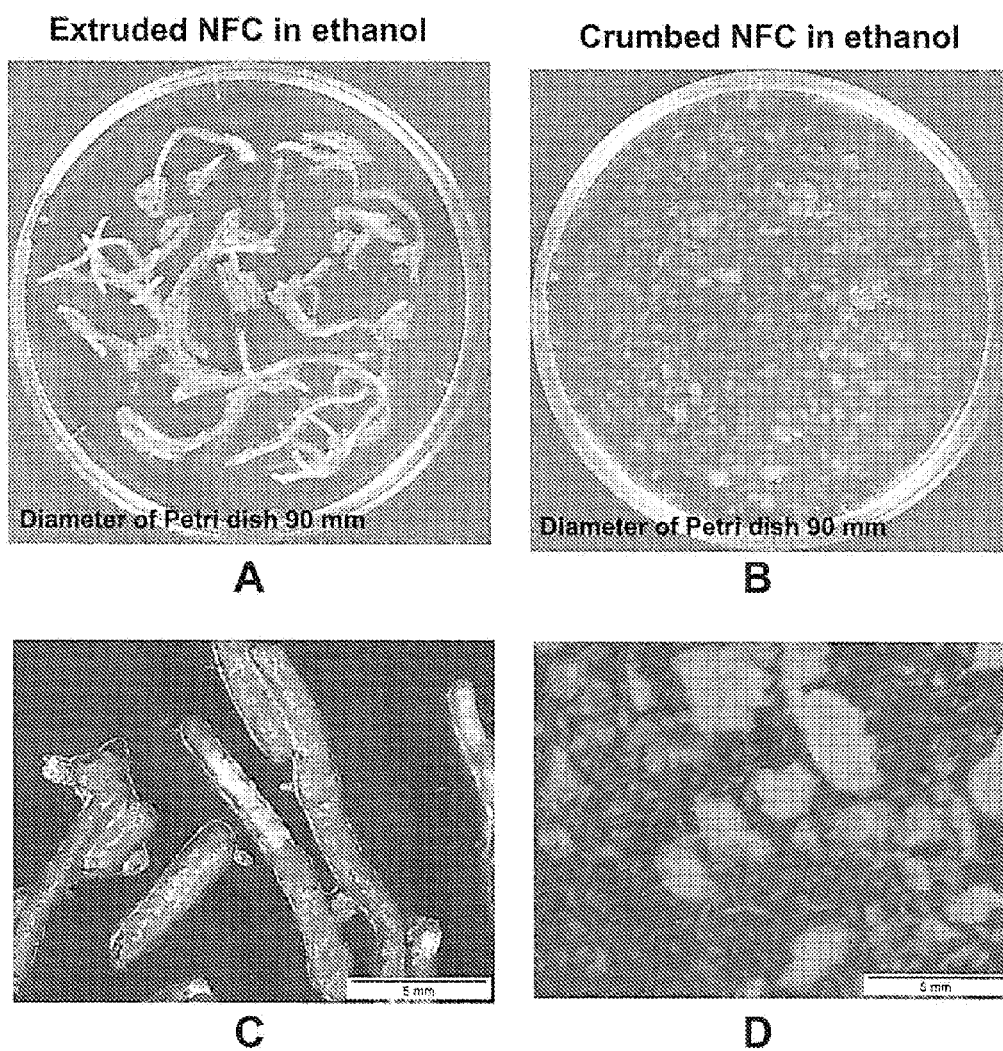 Extruded NFC in ethanol
Crumbed NFC in ethanol
Diameter of Petri dish 90 mm
Diameter of Petri dish 90 mm
A
B
5 mm
5 mm
C
D